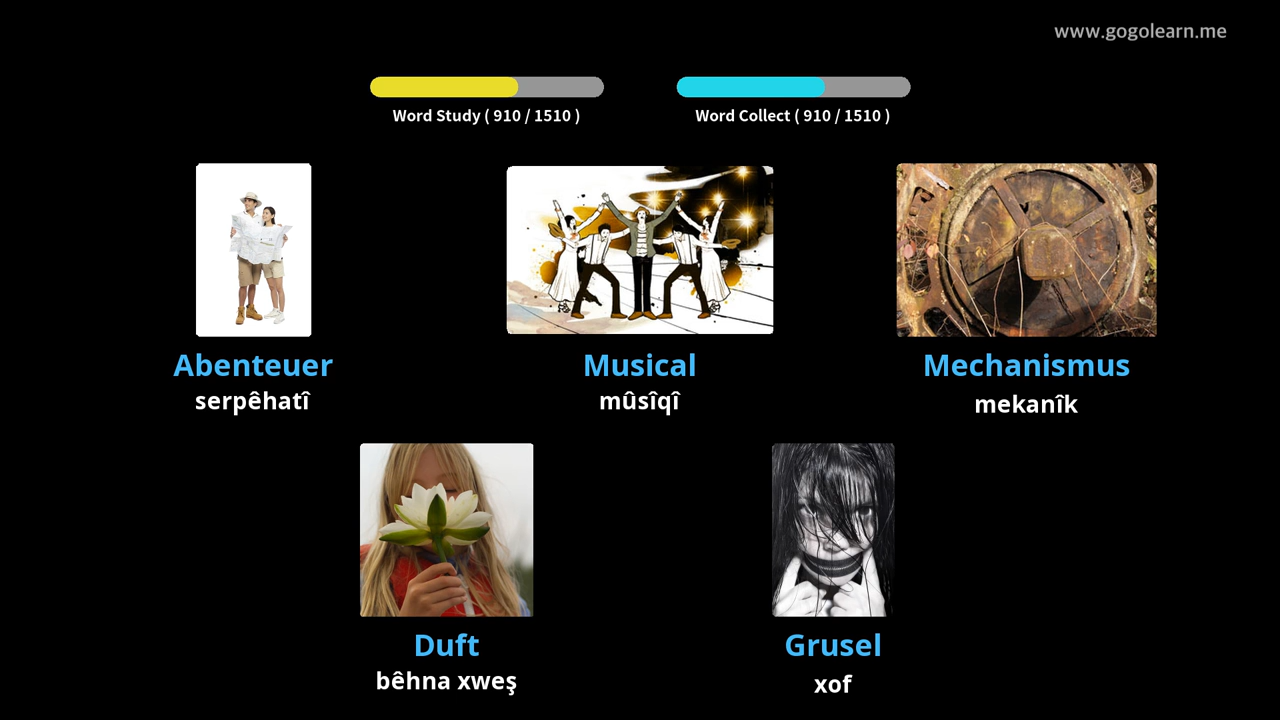 www.gogolearn.me
Word Study ( 910 / 1510 )
Word Collect ( 910 / 1510 )
Abenteuer
serpêhatî
Musical
mûsîqî
Mechanismus
mekanîk
Duft
bêhna xweş
Grusel
xof